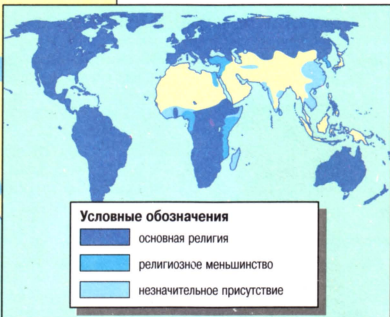 Условные обозначения
основная религия
религиозное меньшинство
незначительное присутствие